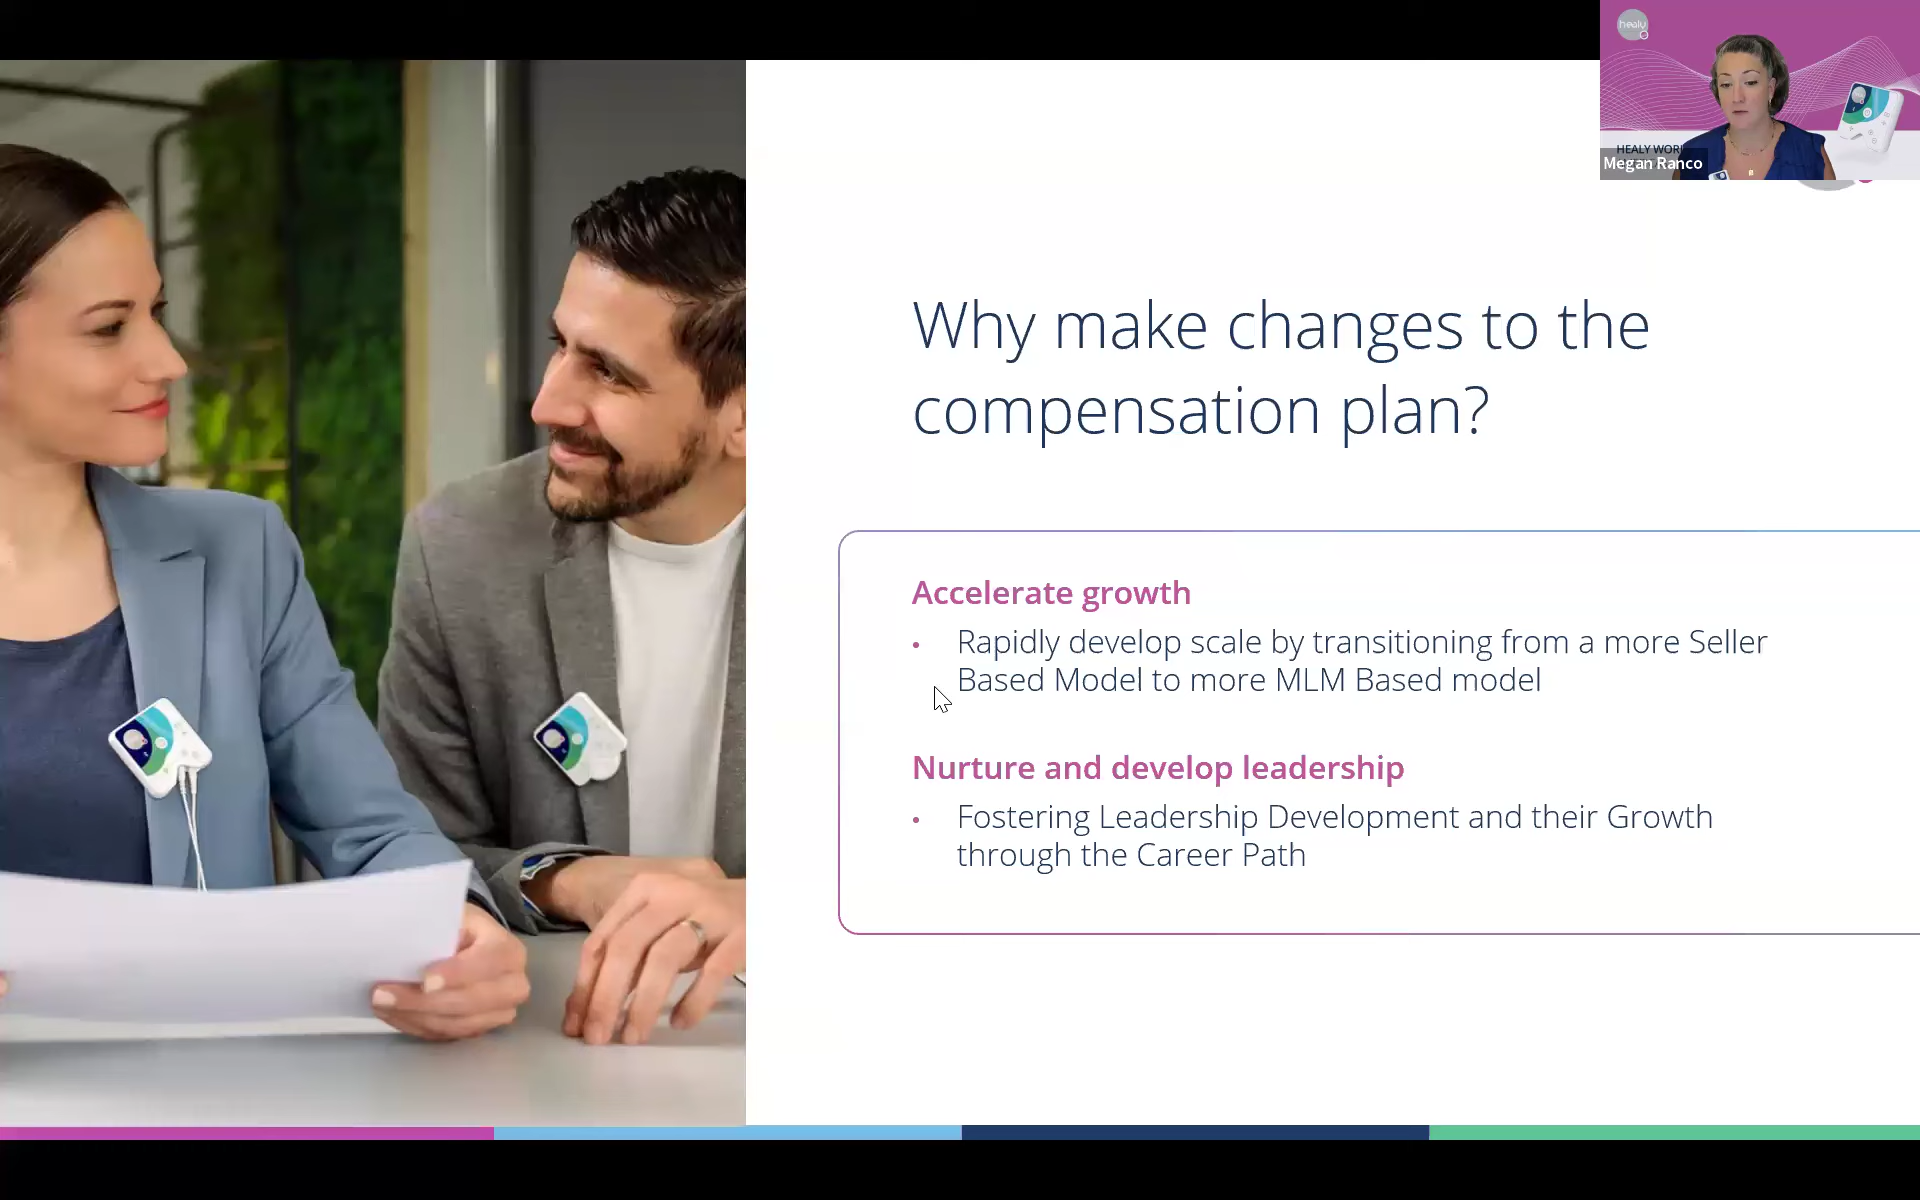 healy
HEALY WOR
Megan Ranco
Why make changes to the
compensation plan?
Accelerate growth
• Rapidly develop scale by transitioning from a more Seller
Based Model to more MLM Based model
Nurture and develop leadership
• Fostering Leadership Development and their Growth
through the Career Path